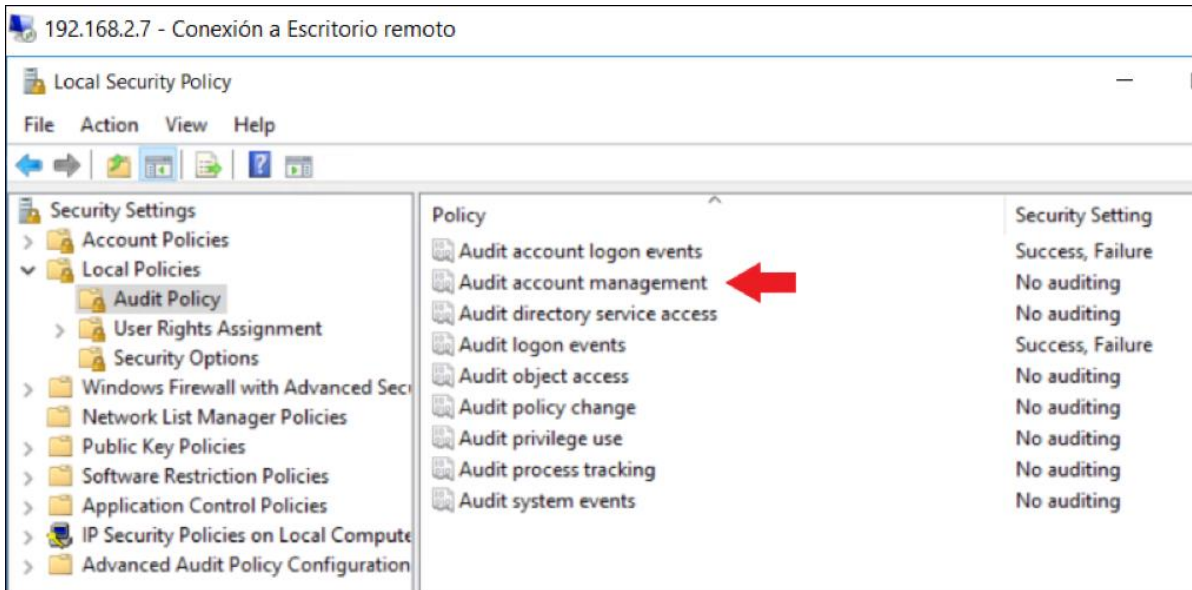 192.168.2.7 - Conexión a Escritorio remoto
Local Security Policy
File Action View Help
Security Settings
Account Policies
Local Policies
Audit Policy
User Rights Assignment
Security Options
Windows Firewall with Advanced Secu
Network List Manager Policies
Public Key Policies
Software Restriction Policies
Application Control Policies
IP Security Policies on Local Compute
Advanced Audit Policy Configuration
Policy Security Setting
Audit account logon events Success, Failure
Audit account management No auditing
Audit directory service access No auditing
Audit logon events Success, Failure
Audit object access No auditing
Audit policy change No auditing
Audit privilege use No auditing
Audit process tracking No auditing
Audit system events No auditing